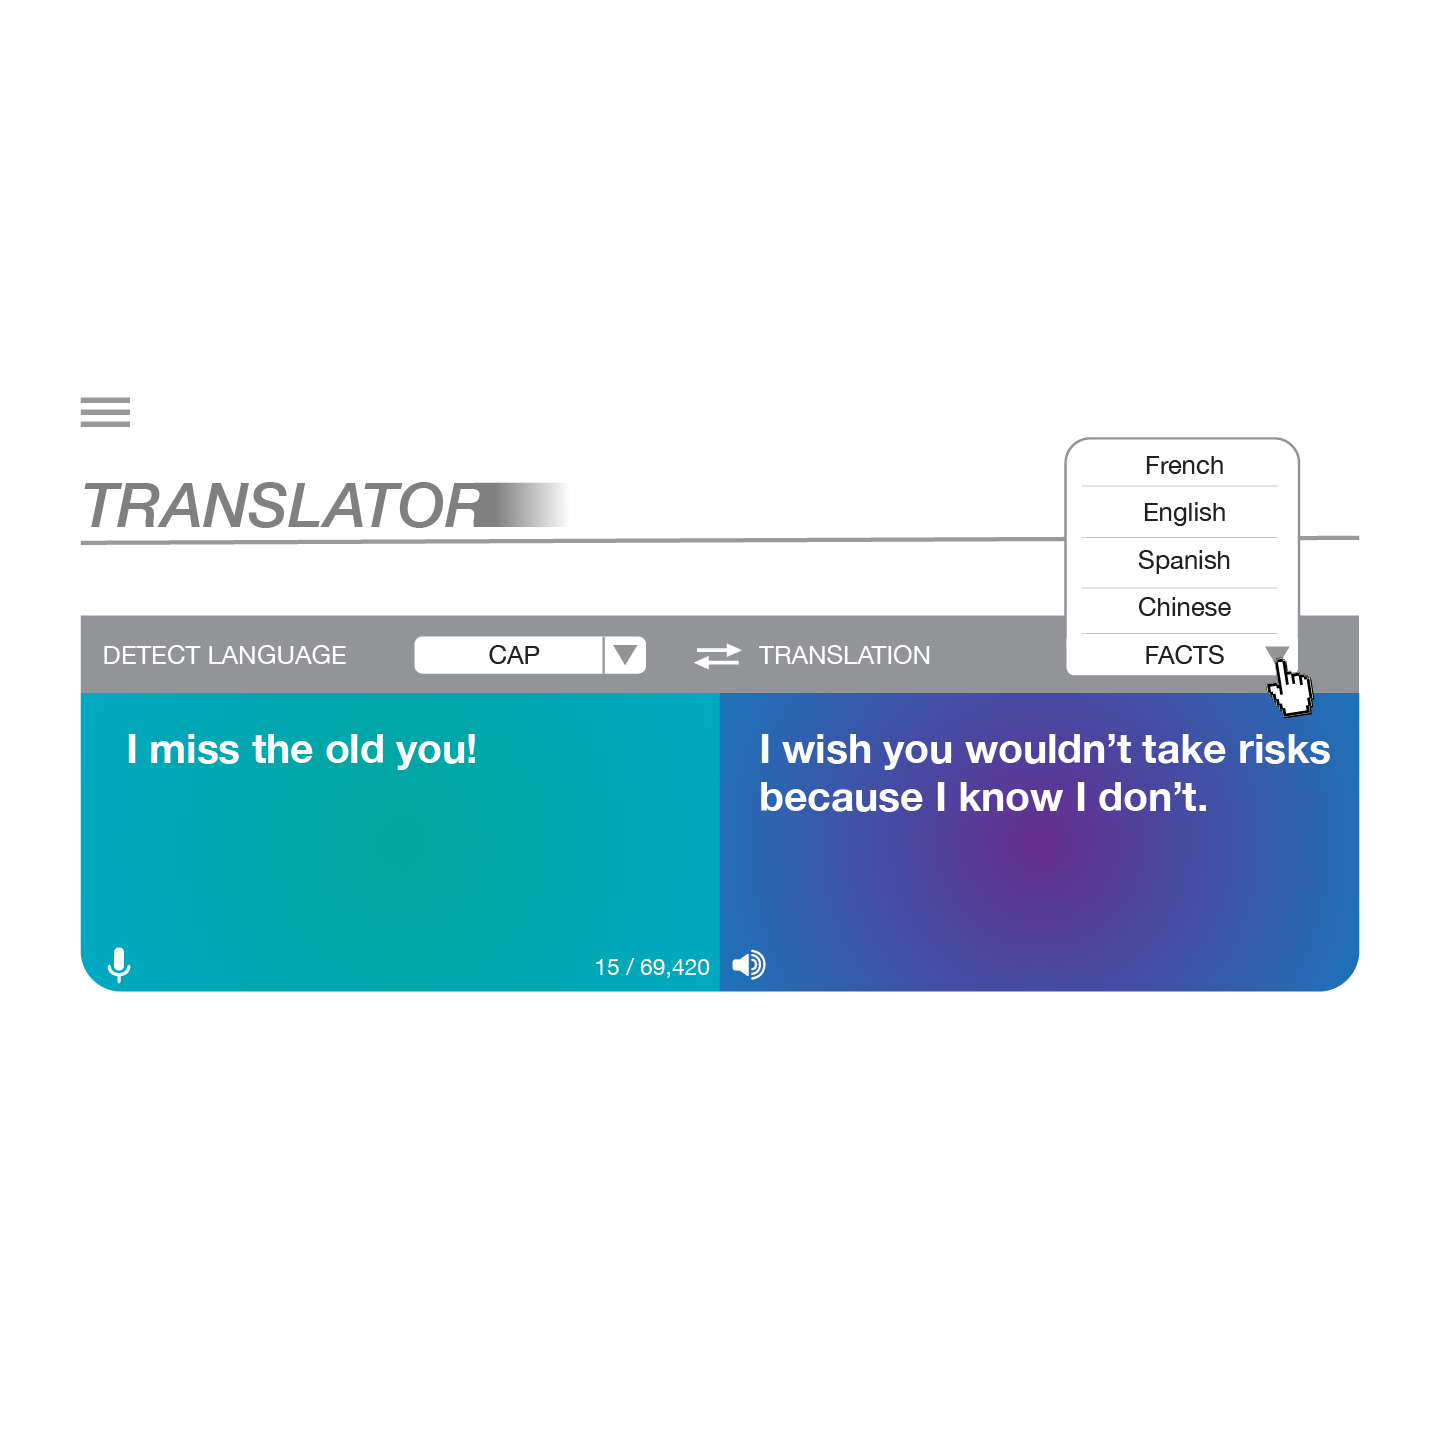 TRANSLATOR
French
English
Spanish
Chinese
DETECT LANGUAGE CAP TRANSLATION FACTS
I miss the old you!
I wish you wouldn’t take risks
because I know I don’t.
15 / 69,420